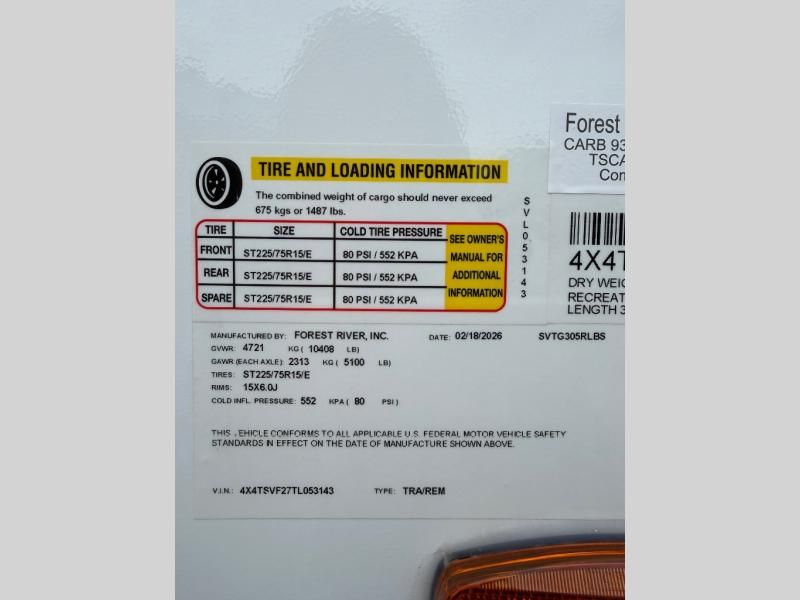 TIRE AND LOADING INFORMATION
The combined weight of cargo should never exceed
675 kgs or 1487 lbs.
TIRE SIZE COLD TIRE PRESSURE SEE OWNER'S MANUAL FOR ADDITIONAL INFORMATION
FRONT ST225/75R15/E 80 PSI / 552 KPA
REAR ST225/75R15/E 80 PSI / 552 KPA
SPARE ST225/75R15/E 80 PSI / 552 KPA
SVL053143
Forest
CARB 93
TSCA
Con
4X4T
DRY WEIG
RECREAT
LENGTH 3
MANUFACTURED BY: FOREST RIVER, INC. DATE: 02/18/2026 SVTG305RLBS
GVWR: 4721 KG ( 10408 LB)
GAWR (EACH AXLE): 2313 KG ( 5100 LB)
TIRES: ST225/75R15/E
RIMS: 15X6.0J
COLD INFL. PRESSURE: 552 KPA ( 80 PSI )
THIS VEHICLE CONFORMS TO ALL APPLICABLE U.S. FEDERAL MOTOR VEHICLE SAFETY
STANDARDS IN EFFECT ON THE DATE OF MANUFACTURE SHOWN ABOVE.
V.I.N.: 4X4TSVF27TL053143 TYPE: TRA/REM